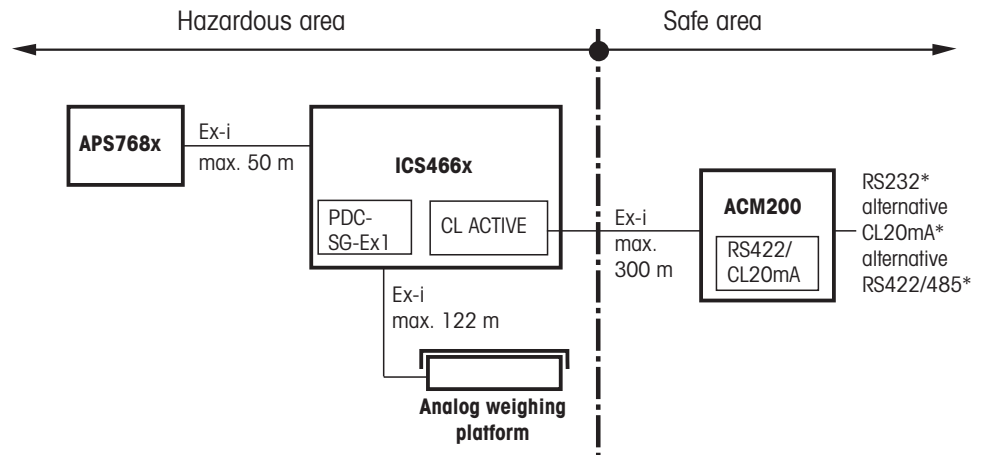 Hazardous area
Safe area
APS768x
Ex-i
max. 50 m
ICS466x
PDC-
SG-Ex1
CL ACTIVE
Ex-i
max.
300 m
ACM200
RS422/
CL20mA
RS232*
alternative
CL20mA*
alternative
RS422/485*
Ex-i
max. 122 m
Analog weighing
platform